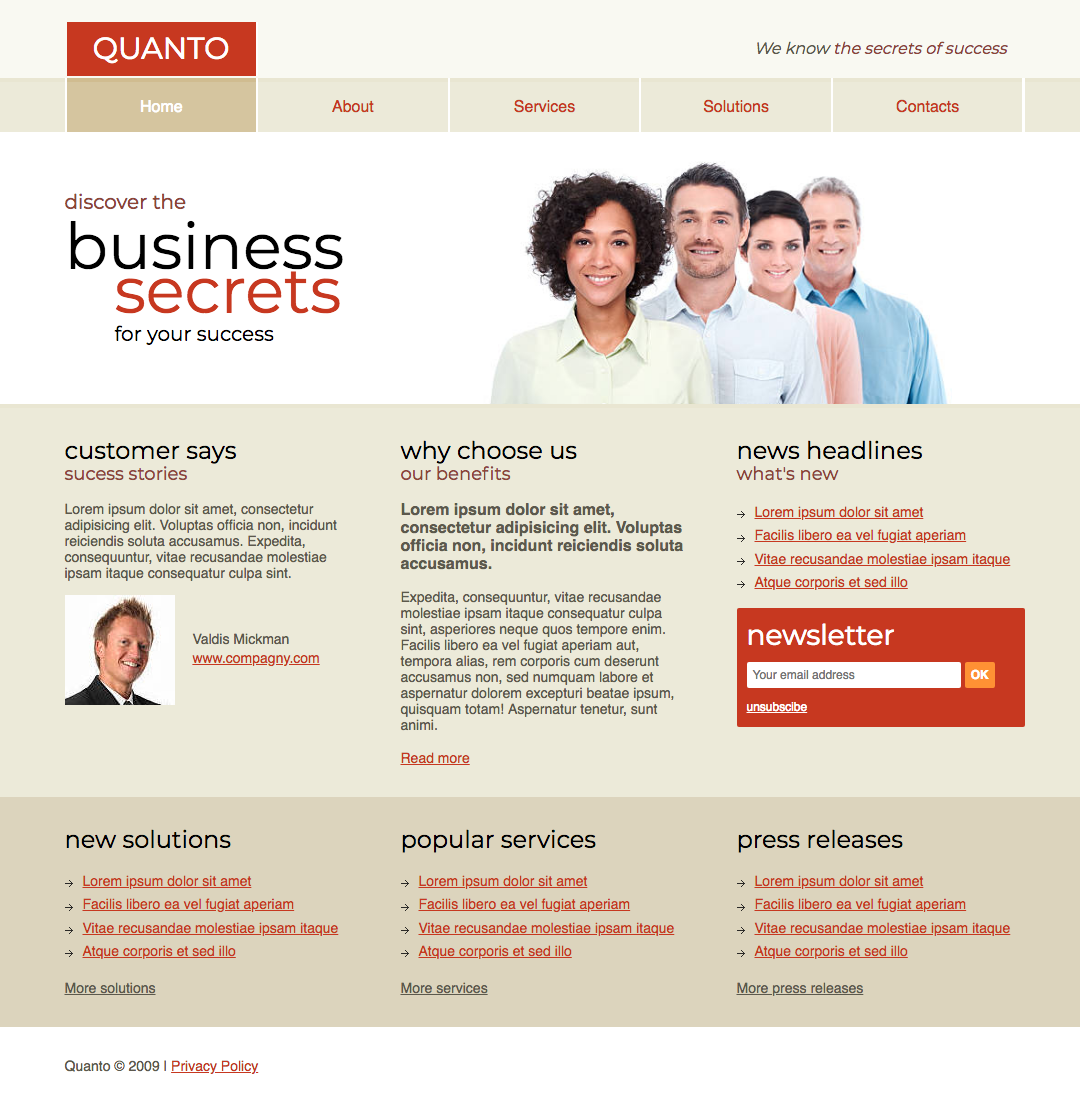 QUANTO
We know the secrets of success
Home
About
Services
Solutions
Contacts
discover the
business
secrets
for your success
customer says
sucess stories
Lorem ipsum dolor sit amet, consectetur
adipisicing elit. Voluptas officia non, incidunt
reiciendis soluta accusamus. Expedita,
consequuntur, vitae recusandae molestiae
ipsam itaque consequatur culpa sint.
Valdis Mickman
www.compagny.com
why choose us
our benefits
Lorem ipsum dolor sit amet,
consectetur adipisicing elit. Voluptas
officia non, incidunt reiciendis soluta
accusamus.
Expedita, consequuntur, vitae recusandae
molestiae ipsam itaque consequatur culpa
sint, asperiores neque quos tempore enim.
Facilis libero ea vel fugiat aperiam aut,
tempora alias, rem corporis cum deserunt
accusamus non, sed numquam labore et
aspernatur dolorem excepturi beatae ipsum,
quisquam totam! Aspernatur tenetur, sunt
animi.
Read more
news headlines
what's new
Lorem ipsum dolor sit amet
Facilis libero ea vel fugiat aperiam
Vitae recusandae molestiae ipsam itaque
Atque corporis et sed illo
newsletter
Your email address
OK
unsubscibe
new solutions
Lorem ipsum dolor sit amet
Facilis libero ea vel fugiat aperiam
Vitae recusandae molestiae ipsam itaque
Atque corporis et sed illo
More solutions
popular services
Lorem ipsum dolor sit amet
Facilis libero ea vel fugiat aperiam
Vitae recusandae molestiae ipsam itaque
Atque corporis et sed illo
More services
press releases
Lorem ipsum dolor sit amet
Facilis libero ea vel fugiat aperiam
Vitae recusandae molestiae ipsam itaque
Atque corporis et sed illo
More press releases
Quanto © 2009 | Privacy Policy